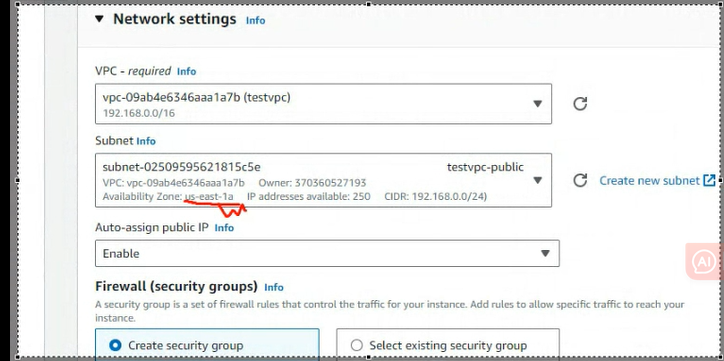 Network settings Info
VPC - required Info
vpc-09ab4e6346aaa1a7b (testvpc)
192.168.0.0/16
Subnet Info
subnet-02509595621815c5e testvpc-public
VPC: vpc-09ab4e6346aaa1a7b Owner: 370360527193
Availability Zone: us-east-1a IP addresses available: 250 CIDR: 192.168.0.0/24)
Create new subnet
Auto-assign public IP Info
Enable
Firewall (security groups) Info
A security group is a set of firewall rules that control the traffic for your instance. Add rules to allow specific traffic to reach your
instance.
Create security group Select existing security group
AI